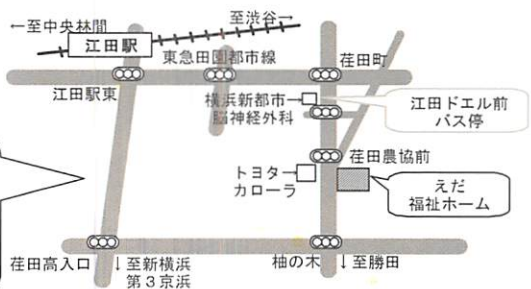 至渋谷→
←至中央林間
江田駅
東急田園都市線
荏田町
江田駅東
横浜新都市→
脳神経外科
江田ドエル前
バス停
荏田農協前
トヨタ→
カローラ
えだ
福祉ホーム
荏田高入口
↓至新横浜
第3京浜
柚の木
↓至勝田